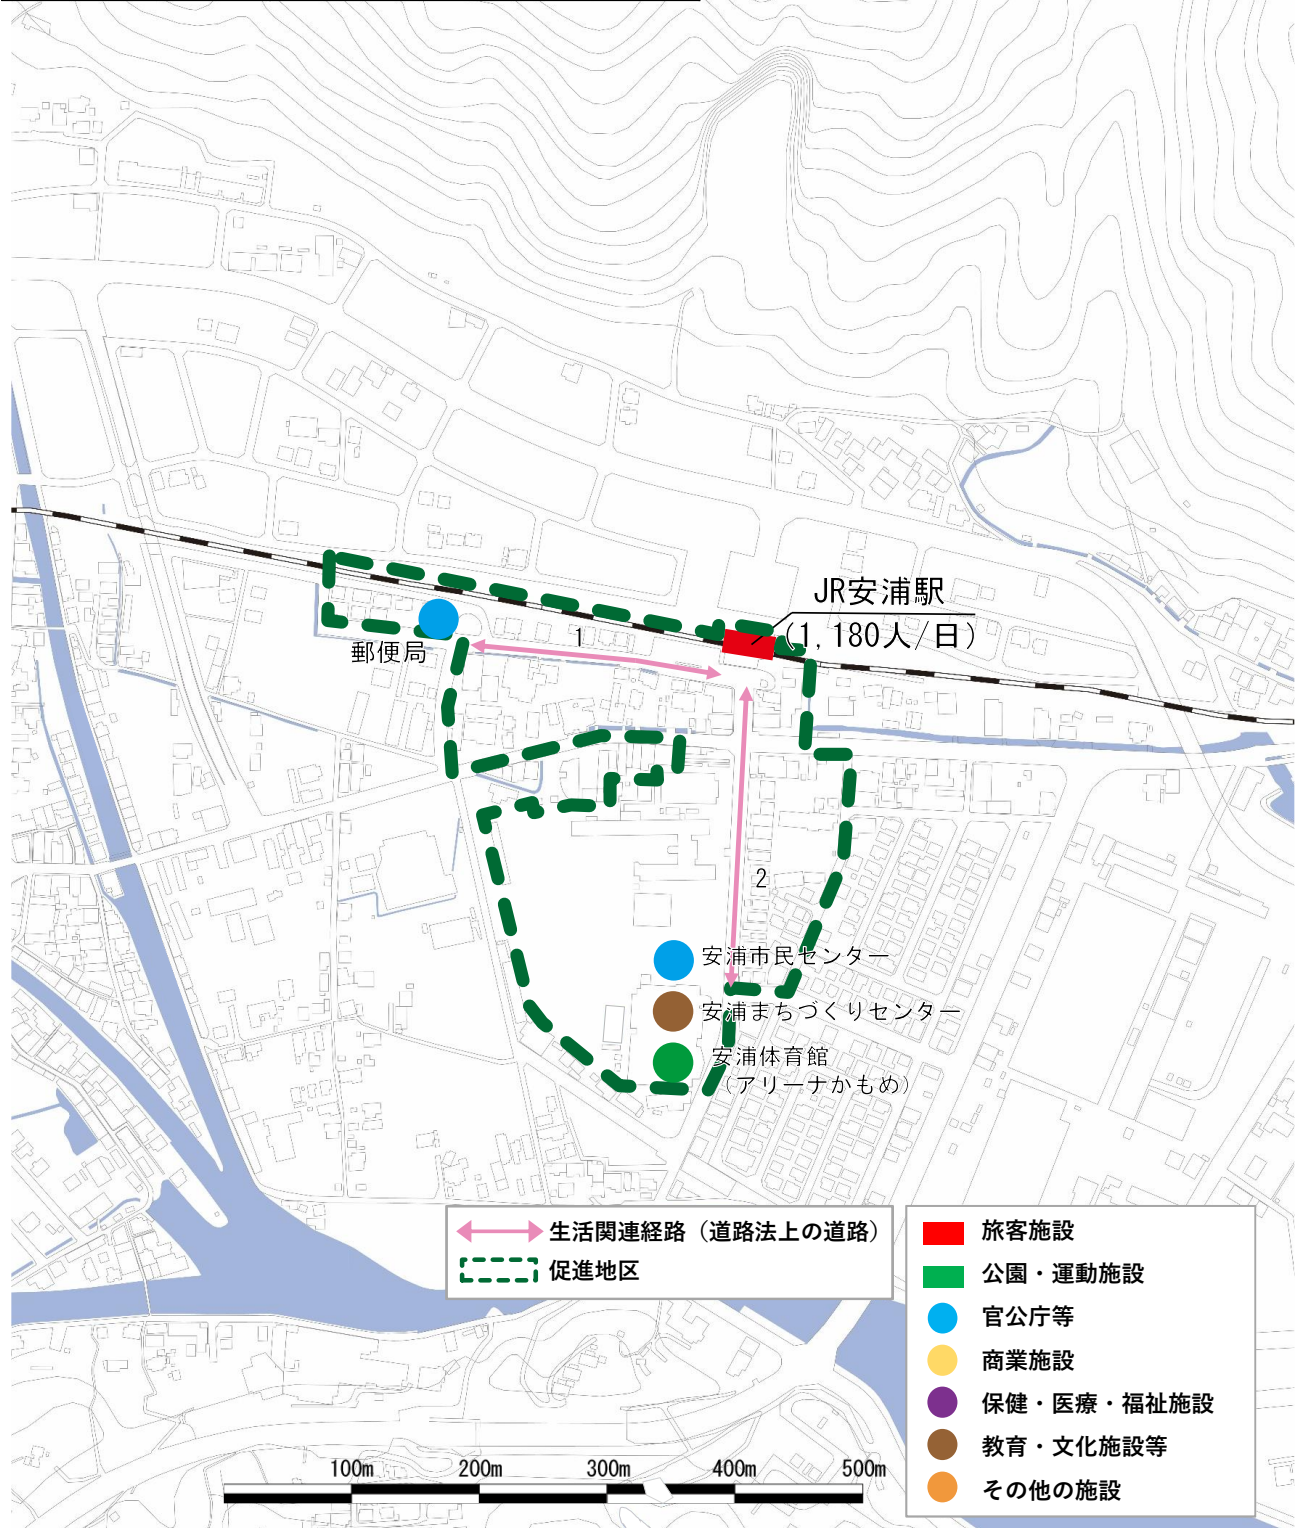 JR安浦駅
(1,180人/日)
1
郵便局
2
安浦市民センター
安浦まちづくりセンター
安浦体育館
（アリーナかもめ）
生活関連経路（道路法上の道路）
促進地区
旅客施設
公園・運動施設
官公庁等
商業施設
保健・医療・福祉施設
教育・文化施設等
その他の施設
100m 200m 300m 400m 500m